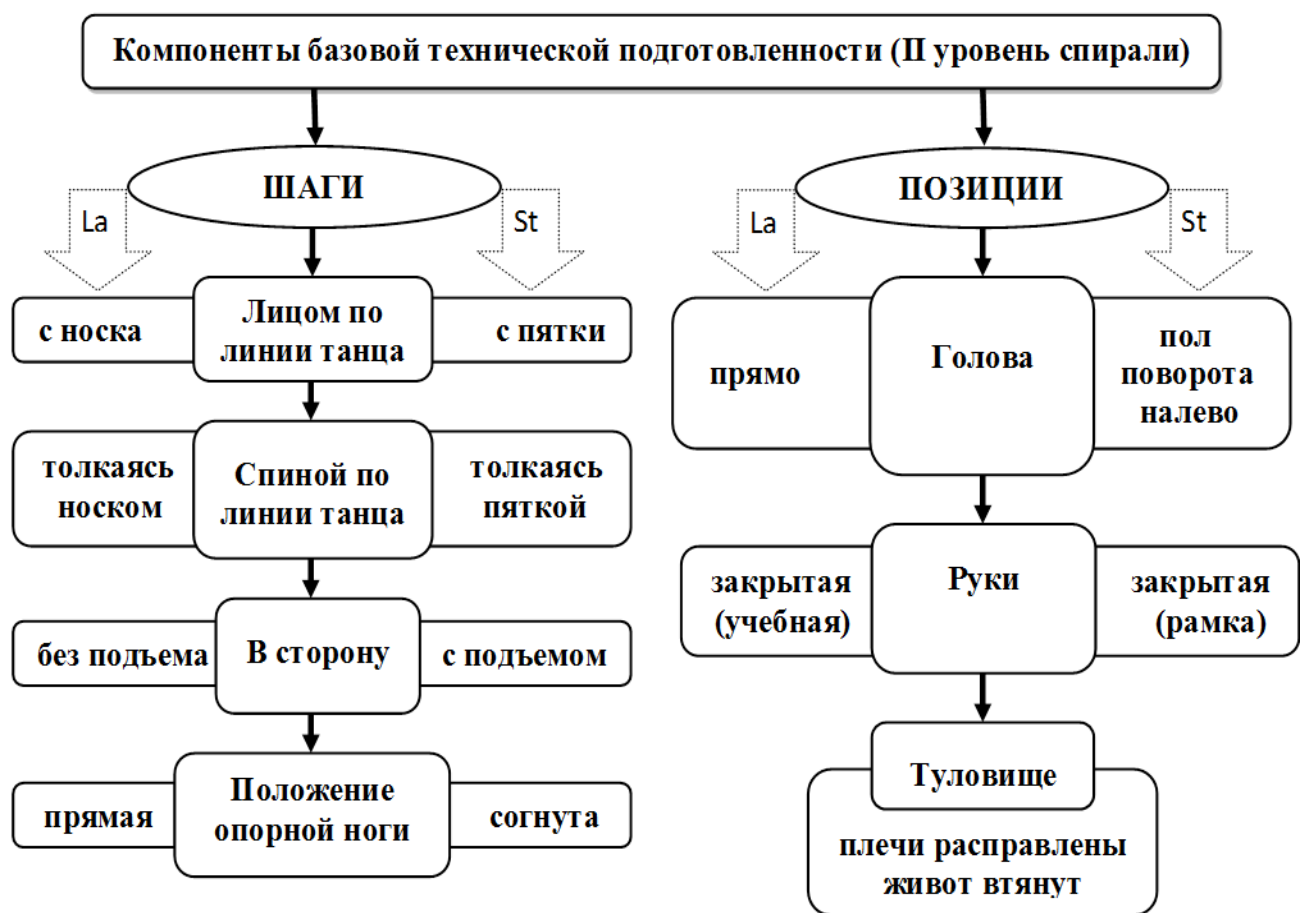 Компоненты базовой технической подготовленности (II уровень спирали)
ШАГИ
La
St
с носка
Лицом по
линии танца
с пятки
толкаясь
носком
Спиной по
линии танца
толкаясь
пяткой
без подъема
В сторону
с подъемом
прямая
Положение
опорной ноги
согнута
ПОЗИЦИИ
La
St
прямо
Голова
пол
поворота
налево
закрытая
(учебная)
Руки
закрытая
(рамка)
Туловище
плечи расправлены
живот втянут